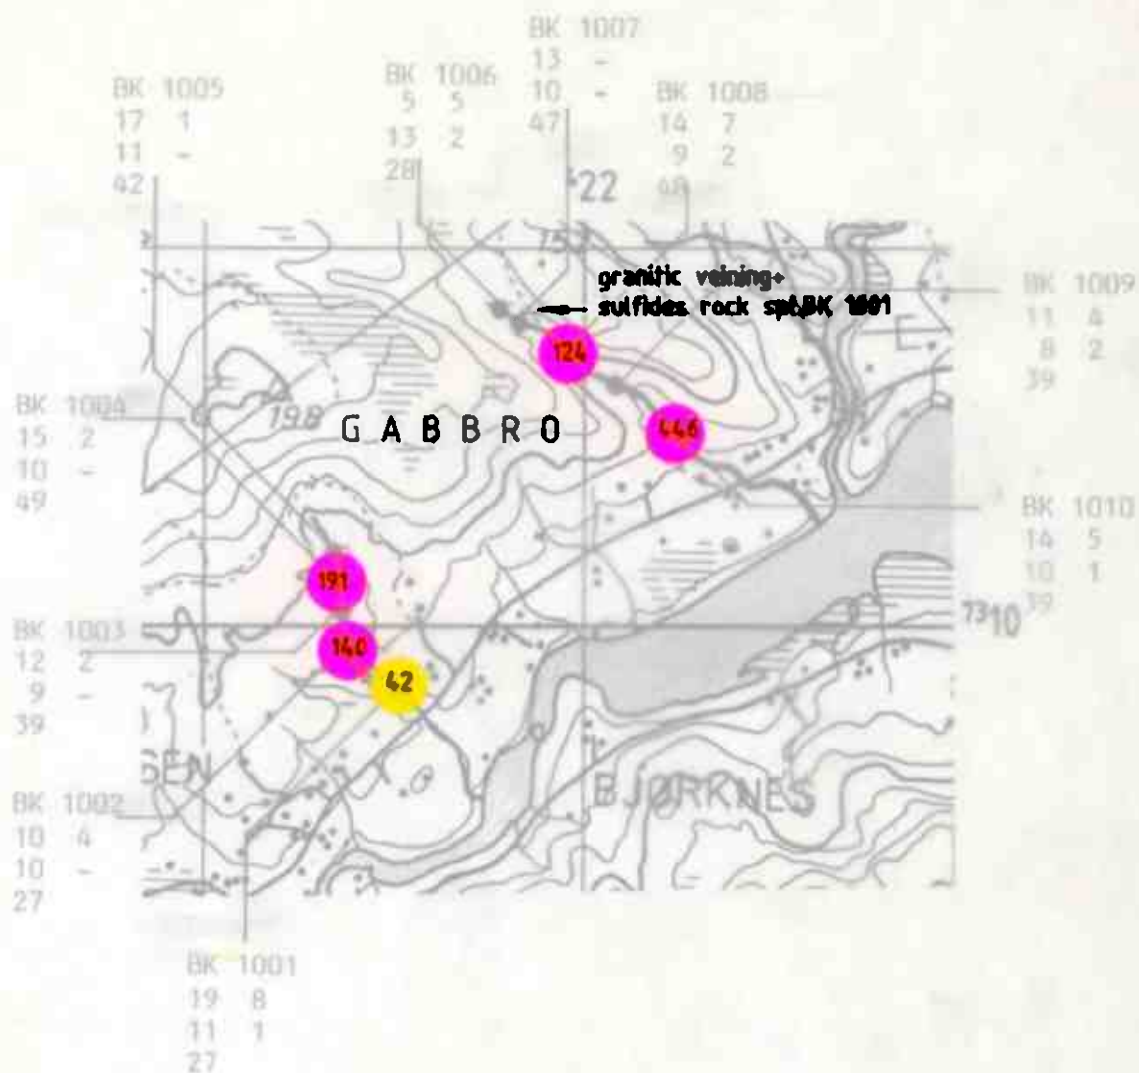 BK 1007
13 -
10 -
47
BK 1006
5 5
13 2
28
BK 1005
17 1
11 -
42
BK 1008
14 7
9 2
48
422
granitic veining+
sulfides rock spt,BK 1001
BK 1009
11 4
8 2
39
124
BK 1004
15 2
10 -
49
198
GABBRO
446
BK 1010
14 5
10 1
39
191
7310
BK 1003
12 2
9 -
39
140
42
SEN
BJØRKNES
BK 1002
10 4
10 -
27
BK 1001
19 8
11 1
27